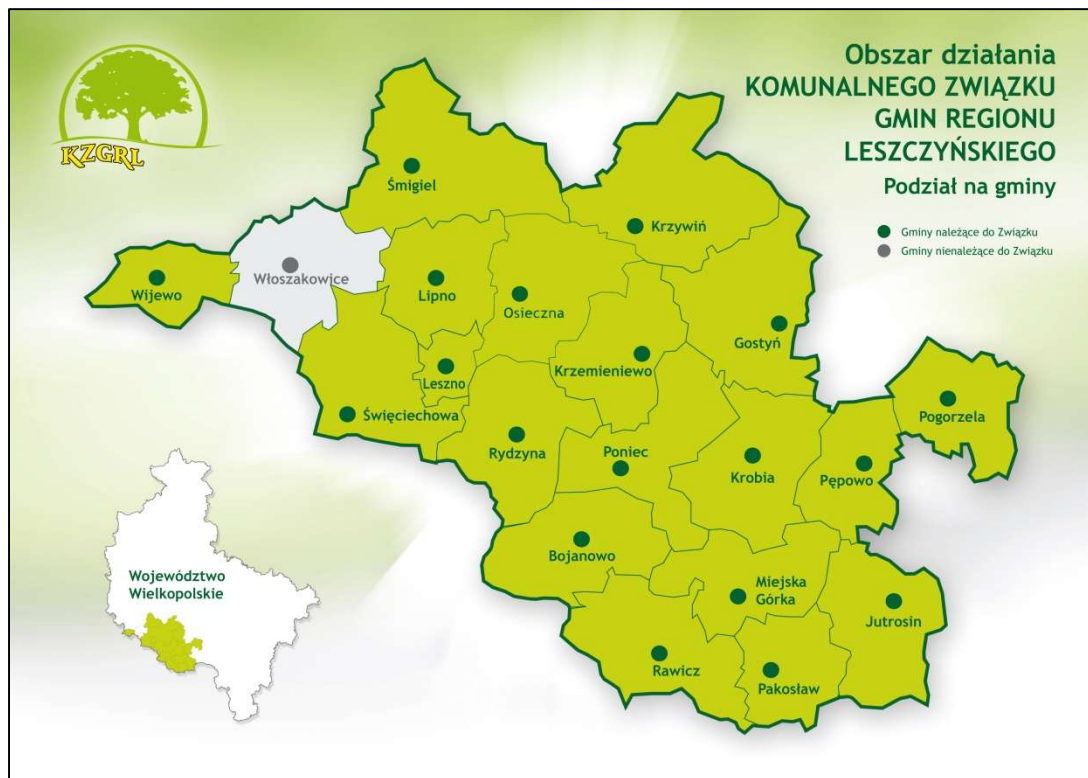 KZGRL
Obszar działania
KOMUNALNEGO ZWIĄZKU
GMIN REGIONU
LESZCZYŃSKIEGO
Podział na gminy
Gminy należące do Związku
Gminy nienależące do Związku
Śmigiel
Krzywiń
Włoszakowice
Wijewo
Lipno
Osieczna
Gostyń
Krzemieniewo
Leszno
Święciechowa
Pogorzela
Rydzyna
Poniec
Krobia
Pępowo
Bojanowo
Miejska
Górka
Jutrosin
Rawicz
Pakosław
Województwo
Wielkopolskie